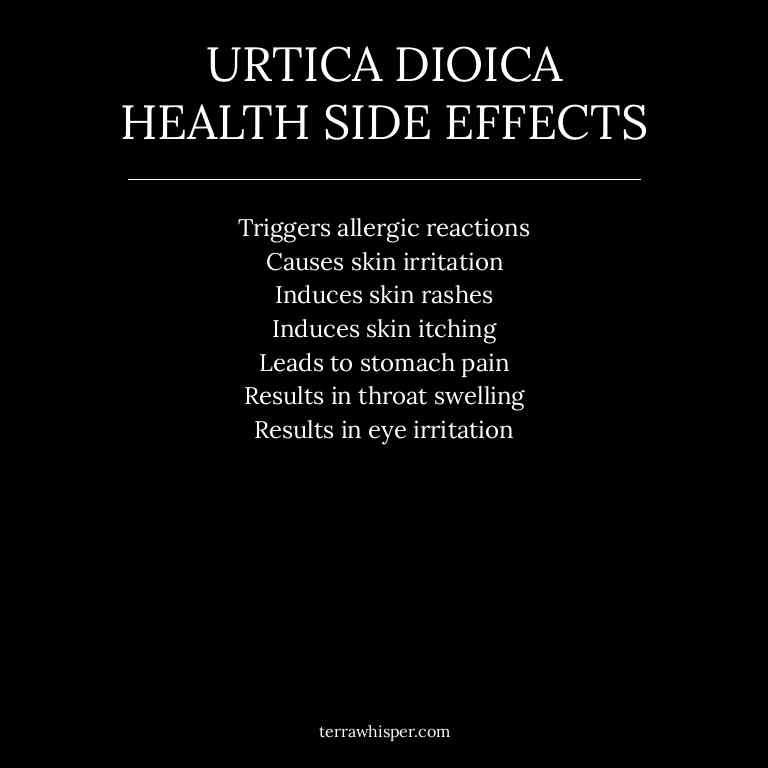 URTICA DIOICA
HEALTH SIDE EFFECTS
Triggers allergic reactions
Causes skin irritation
Induces skin rashes
Induces skin itching
Leads to stomach pain
Results in throat swelling
Results in eye irritation
terrawhisper.com